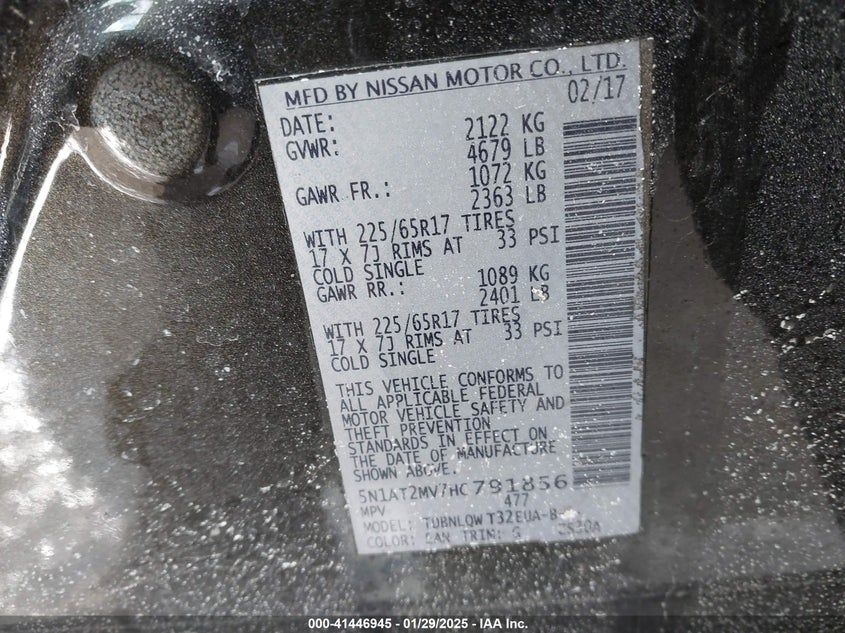 MFD BY NISSAN MOTOR CO., LTD.
DATE: 02/17
GVWR: 2122 KG
4679 LB
GAWR FR.: 1072 KG
2363 LB
WITH 225/65R17 TIRES
17 X 7J RIMS AT 33 PSI
COLD SINGLE
GAWR RR.: 1089 KG
2401 LB
WITH 225/65R17 TIRES
17 X 7J RIMS AT 33 PSI
COLD SINGLE
THIS VEHICLE CONFORMS TO
ALL APPLICABLE FEDERAL
MOTOR VEHICLE SAFETY AND
THEFT PREVENTION
STANDARDS IN EFFECT ON
THE DATE OF MANUFACTURE
SHOWN ABOVE.
5N1AT2MV7HC791856
MPV 477
MODEL:
COLOR: CAN TRIM: G
000-41446945 - 01/29/2025 - IAA Inc.